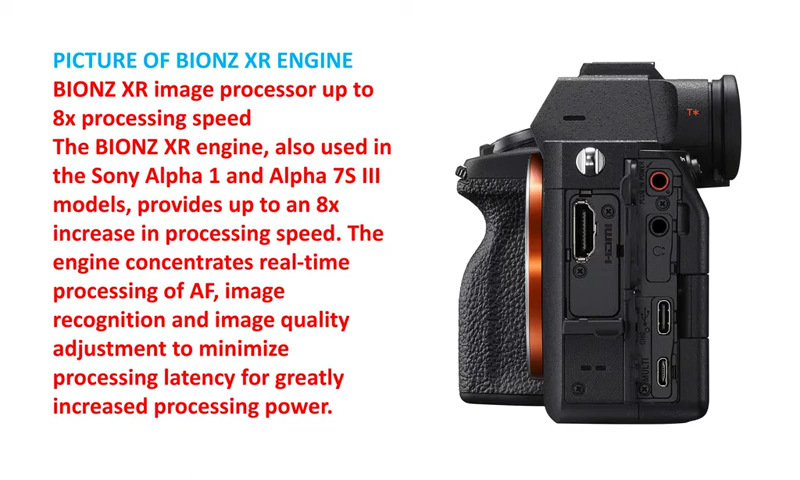 PICTURE OF BIONZ XR ENGINE
BIONZ XR image processor up to
8x processing speed
The BIONZ XR engine, also used in
the Sony Alpha 1 and Alpha 7S III
models, provides up to an 8x
increase in processing speed. The
engine concentrates real-time
processing of AF, image
recognition and image quality
adjustment to minimize
processing latency for greatly
increased processing power.
T*
HDMI
MULTI